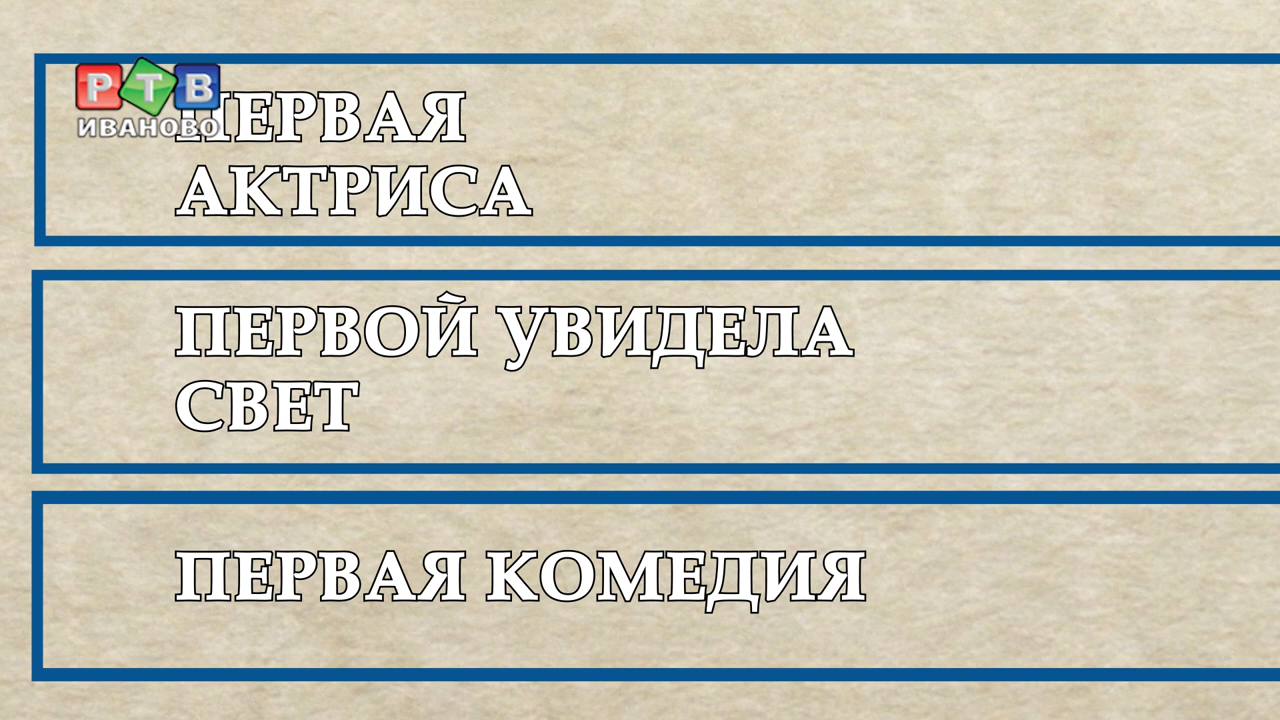 РТВ
ИВАНОВО
ПЕРВАЯ
АКТРИСА
ПЕРВОЙ УВИДЕЛА
СВЕТ
ПЕРВАЯ КОМЕДИЯ